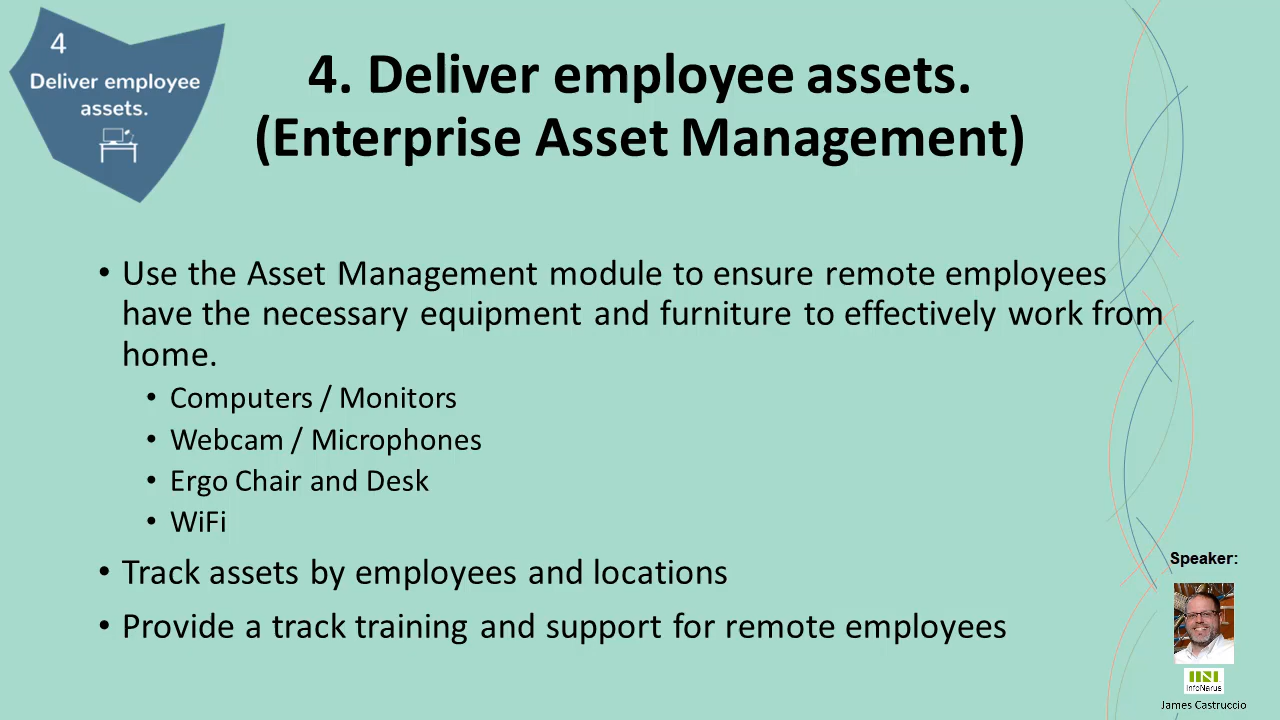 4
Deliver employee
assets.
4. Deliver employee assets.
(Enterprise Asset Management)
• Use the Asset Management module to ensure remote employees
have the necessary equipment and furniture to effectively work from
home.
• Computers / Monitors
• Webcam / Microphones
• Ergo Chair and Desk
• WiFi
• Track assets by employees and locations
• Provide a track training and support for remote employees
Speaker:
InfoNarus
James Castruccio